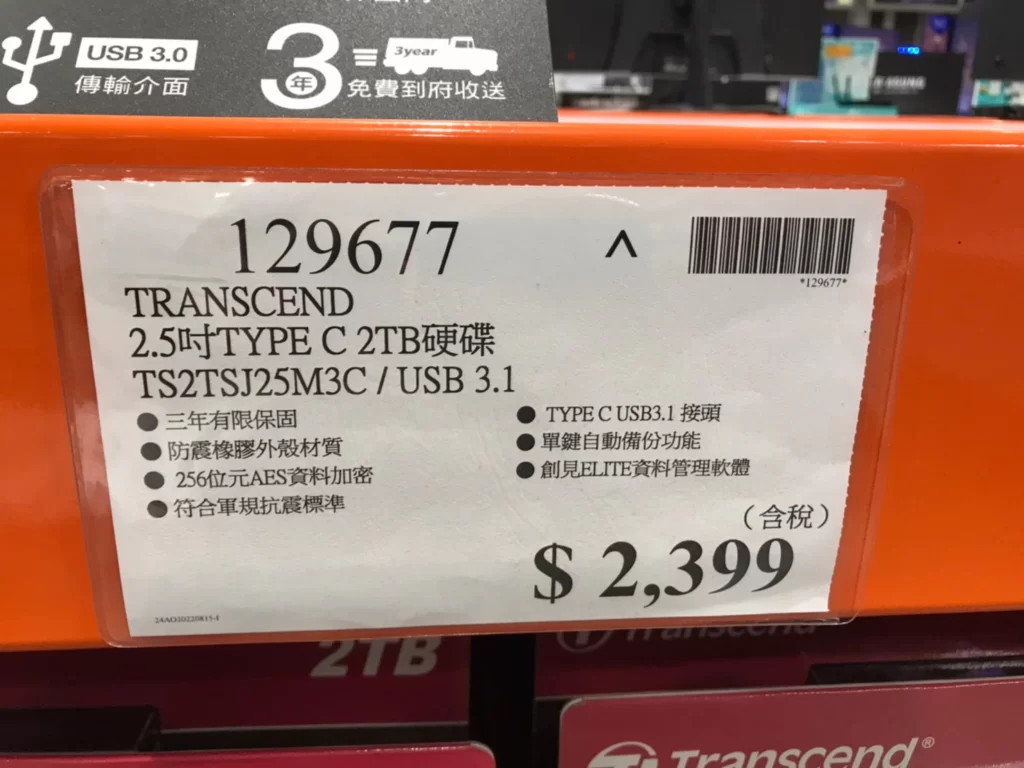 USB 3.0
傳輸介面
3年
3year
免費到府收送
129677
^
*129677*
TRANSCEND
2.5吋TYPE C 2TB硬碟
TS2TSJ25M3C / USB 3.1
●三年有限保固
●防震橡膠外殼材質
● 256位元AES資料加密
●符合軍規抗震標準
● TYPE C USB3.1 接頭
●單鍵自動備份功能
●創見ELITE資料管理軟體
（含稅）
$ 2,399
24AO20220815-J
2TB
Transcend
Transcend®